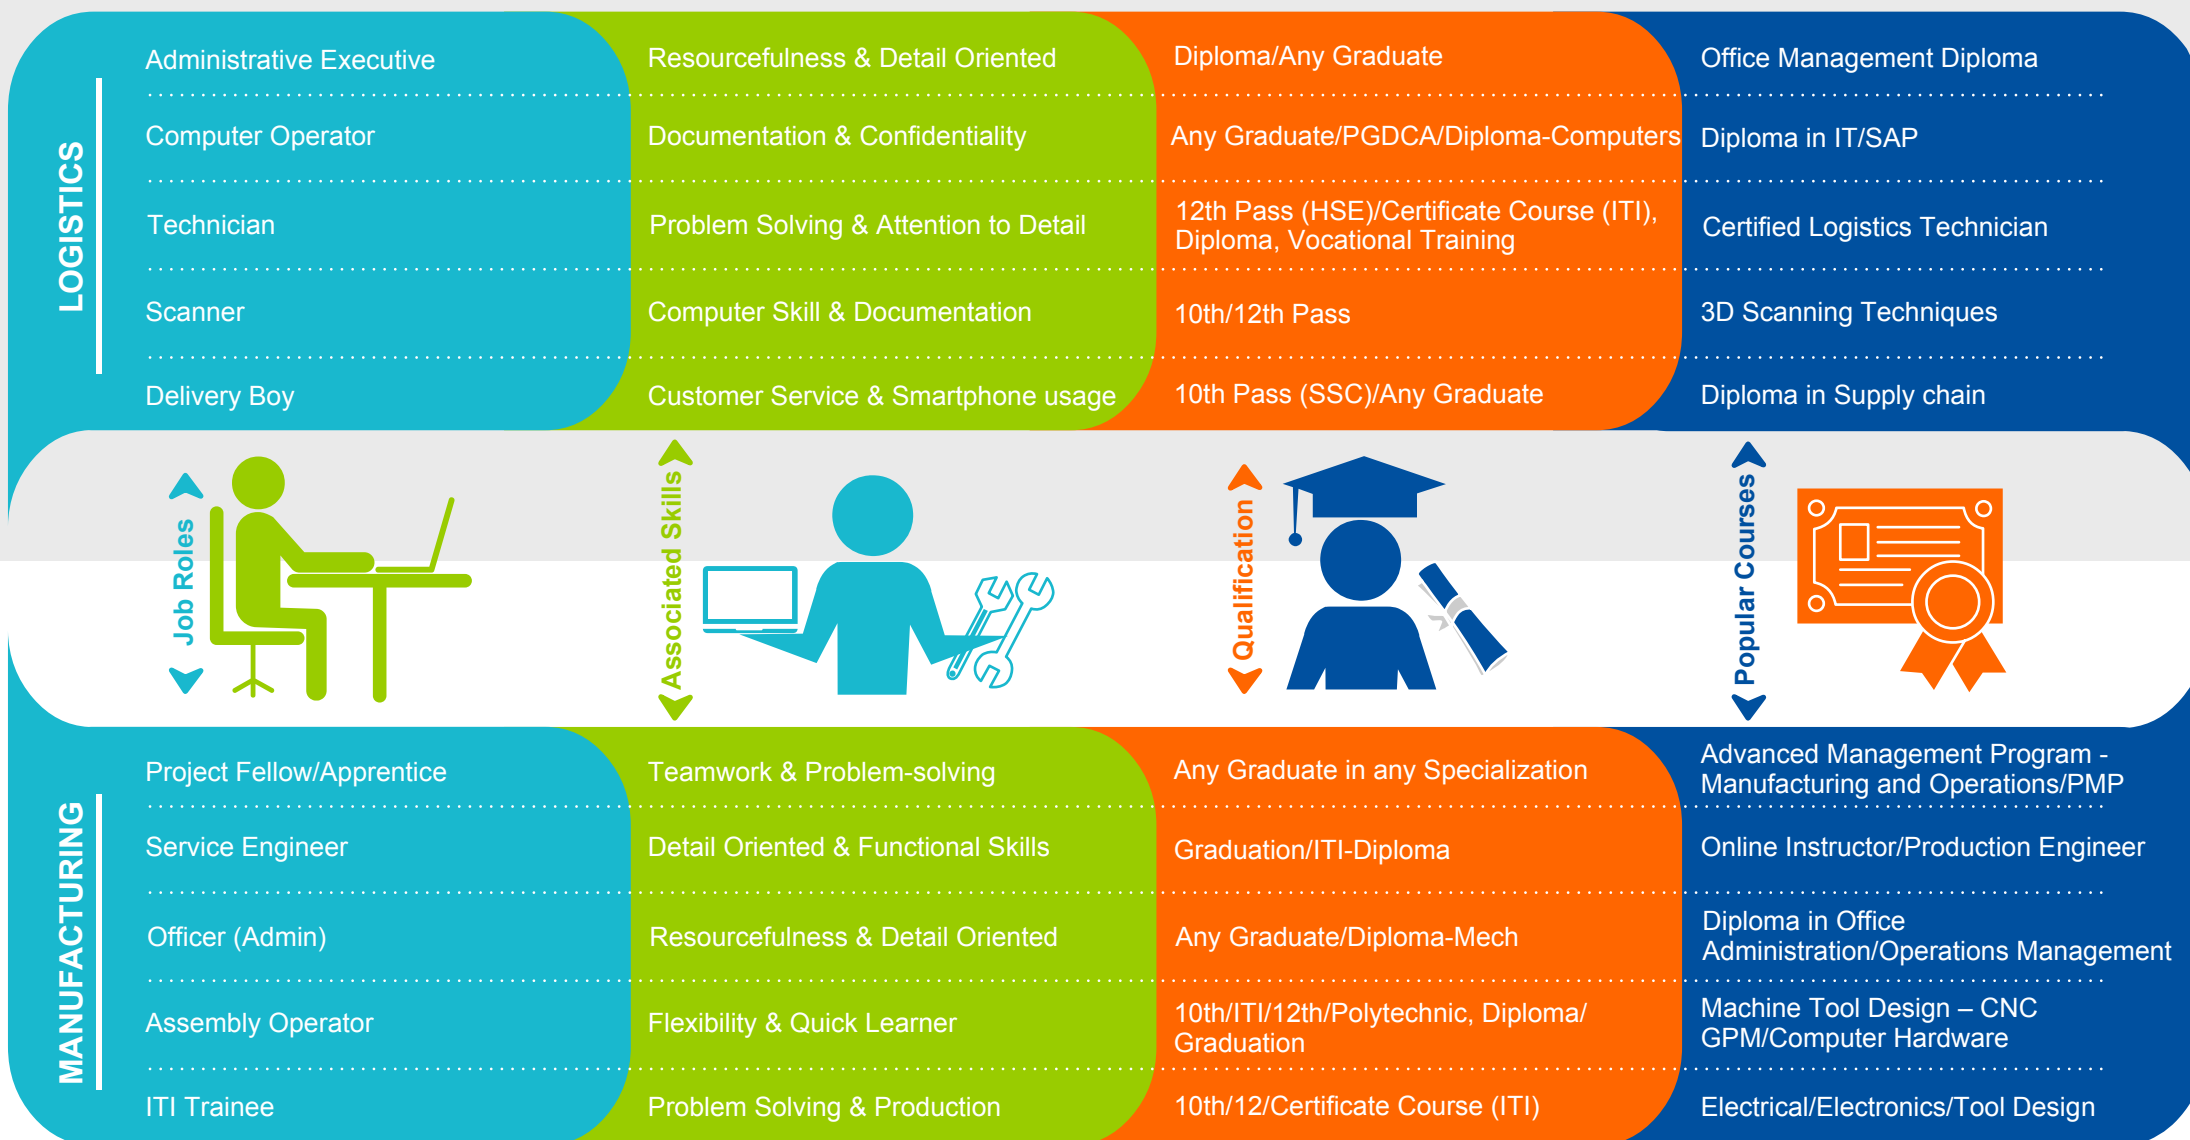 LOGISTICS
Administrative Executive
Resourcefulness & Detail Oriented
Diploma/Any Graduate
Office Management Diploma
Computer Operator
Documentation & Confidentiality
Any Graduate/PGDCA/Diploma-Computers
Diploma in IT/SAP
Technician
Problem Solving & Attention to Detail
12th Pass (HSE)/Certificate Course (ITI),
Diploma, Vocational Training
Certified Logistics Technician
Scanner
Computer Skill & Documentation
10th/12th Pass
3D Scanning Techniques
Delivery Boy
Customer Service & Smartphone usage
10th Pass (SSC)/Any Graduate
Diploma in Supply chain
Job Roles
Associated Skills
Qualification
Popular Courses
MANUFACTURING
Project Fellow/Apprentice
Teamwork & Problem-solving
Any Graduate in any Specialization
Advanced Management Program -
Manufacturing and Operations/PMP
Service Engineer
Detail Oriented & Functional Skills
Graduation/ITI-Diploma
Online Instructor/Production Engineer
Officer (Admin)
Resourcefulness & Detail Oriented
Any Graduate/Diploma-Mech
Diploma in Office
Administration/Operations Management
Assembly Operator
Flexibility & Quick Learner
10th/ITI/12th/Polytechnic, Diploma/
Graduation
Machine Tool Design – CNC
GPM/Computer Hardware
ITI Trainee
Problem Solving & Production
10th/12/Certificate Course (ITI)
Electrical/Electronics/Tool Design